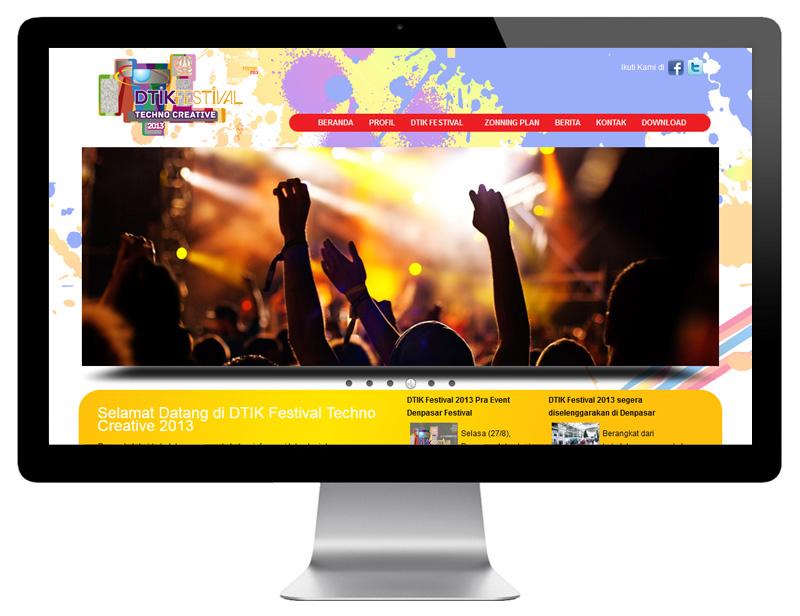 Ikuti Kami di
DTIK FESTIVAL
TECHNO CREATIVE
2013
BERANDA PROFIL DTIK FESTIVAL ZONNING PLAN BERITA KONTAK DOWNLOAD
Selamat Datang di DTIK Festival Techno
Creative 2013
DTIK Festival 2013 Pra Event
Denpasar Festival
Selasa (27/8),
DTIK Festival 2013 segera
diselenggarakan di Denpasar
Berangkat dari